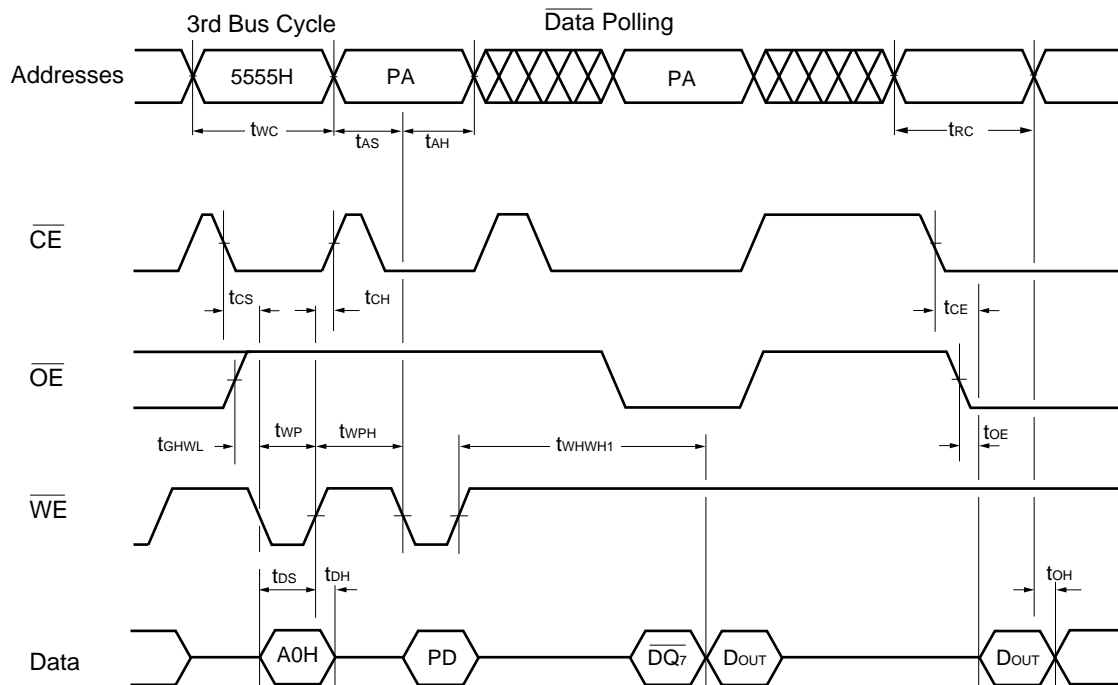 3rd Bus Cycle
Data Polling
Addresses
5555H
PA
PA
tWC
tAS
tAH
tRC
CE
tCS
tCH
tCE
OE
tGHWL
tWP
tWPH
tWHWH1
tOE
WE
tDS
tDH
tOH
Data
A0H
PD
DQ7
DOUT
DOUT